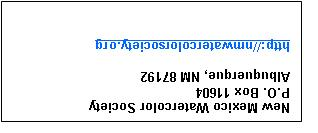 New Mexico Watercolor Society
P.O. Box 11604
Albuquerque, NM 87192
http://nmwatercolorsociety.org